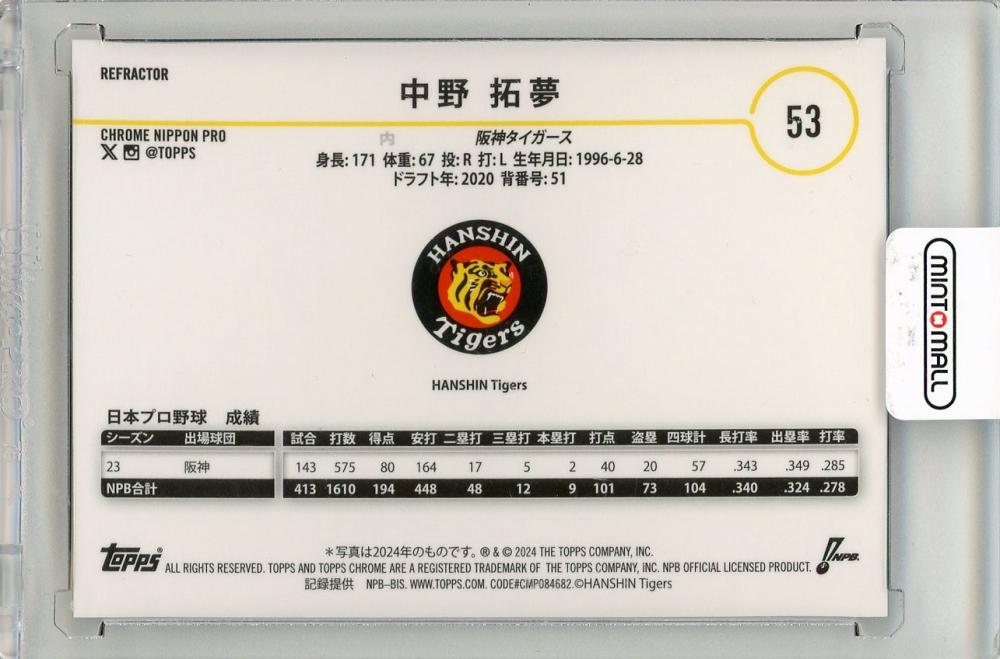 REFRACTOR
中野 拓夢
53
CHROME NIPPON PRO
@TOPPS
内 阪神タイガース
身長: 171 体重: 67 投: R 打: L 生年月日: 1996-6-28
ドラフト年: 2020 背番号: 51
HANSHIN
Tigers
HANSHIN Tigers
MINTOMALL
日本プロ野球 成績
シーズン 出場球団 試合 打数 得点 安打 二塁打 三塁打 本塁打 打点 盗塁 四球計 長打率 出塁率 打率
23 阪神 143 575 80 164 17 5 2 40 20 57 .343 .349 .285
NPB合計 413 1610 194 448 48 12 9 101 73 104 .340 .324 .278
topps®
＊写真は2024年のものです。 ® & © 2024 THE TOPPS COMPANY, INC.
ALL RIGHTS RESERVED. TOPPS AND TOPPS CHROME ARE A REGISTERED TRADEMARK OF THE TOPPS COMPANY, INC. NPB OFFICIAL LICENSED PRODUCT.
記録提供 NPB-BIS. WWW.TOPPS.COM. CODE#CMP084682.©HANSHIN Tigers
NPB